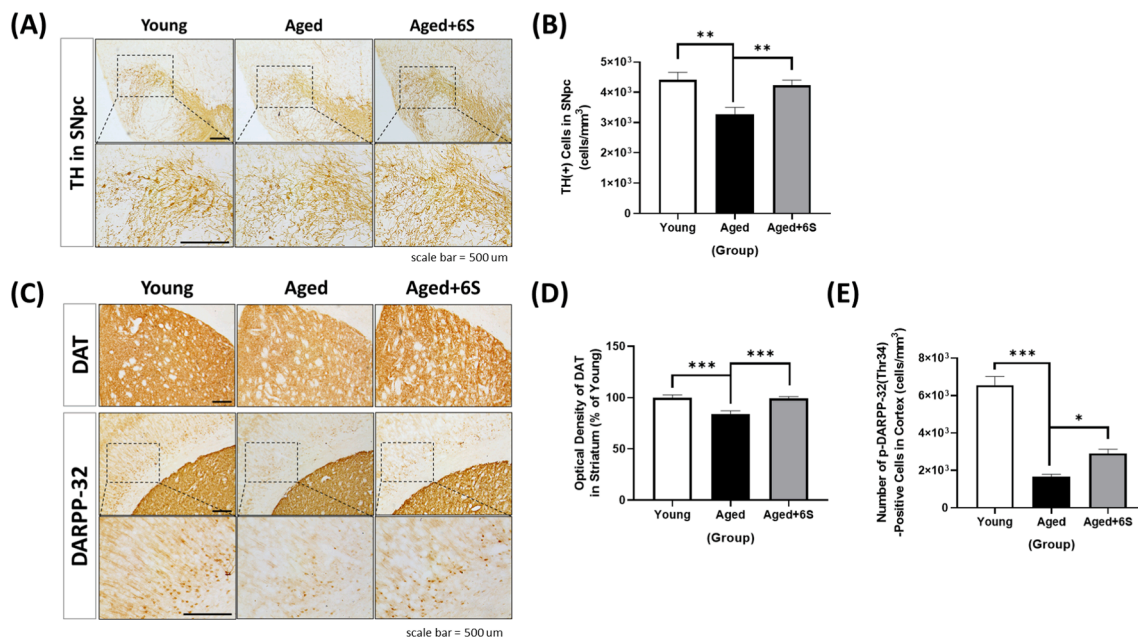 (A)
Young
Aged
Aged+6S
TH in SNpc
scale bar = 500 um
(B)
**
**
5×10³
4×10³
3×10³
2×10³
1×10³
0
TH(+) Cells in SNpc
(cells/mm³)
Young
Aged
Aged+6S
(Group)
(C)
Young
Aged
Aged+6S
DAT
DARPP-32
scale bar = 500 um
(D)
***
***
150
100
50
0
Optical Density of DAT
in Striatum (% of Young)
Young
Aged
Aged+6S
(Group)
(E)
***
*
8×10³
6×10³
4×10³
2×10³
0
Number of p-DARPP-32(Thr34)
-Positive Cells in Cortex (cells/mm³)
Young
Aged
Aged+6S
(Group)